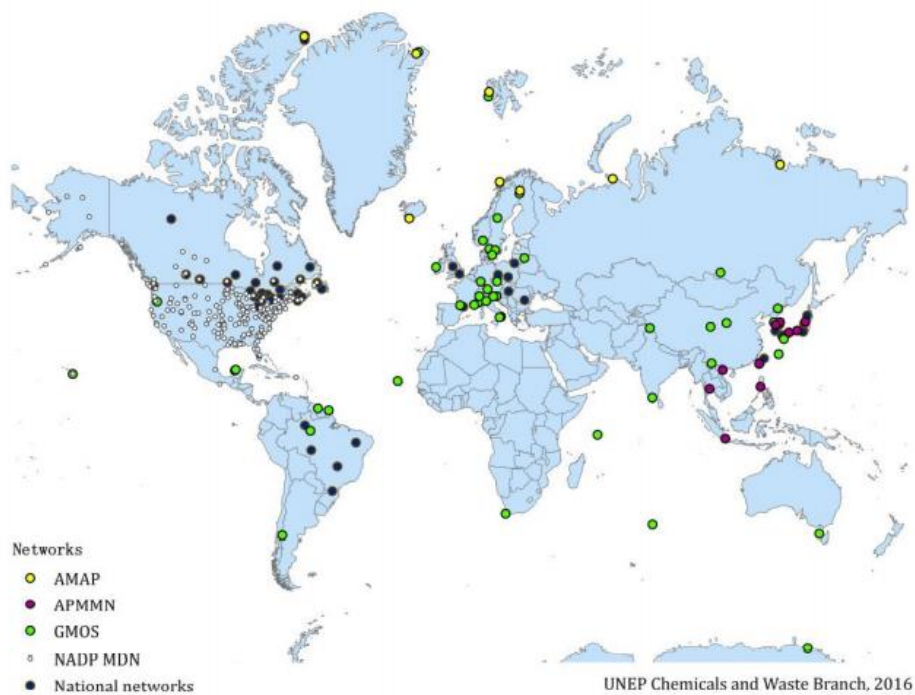 Networks
AMAP
APMMN
GMOS
NADP MDN
National networks
UNEP Chemicals and Waste Branch, 2016